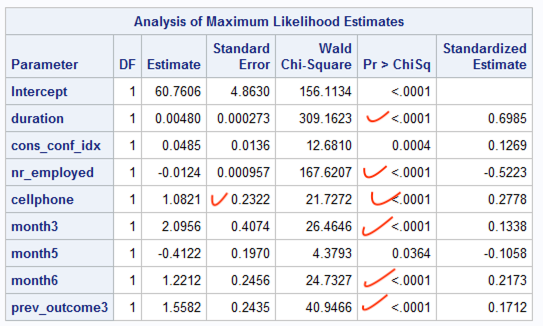 Analysis of Maximum Likelihood Estimates
Parameter DF Estimate Standard Error Wald Chi-Square Pr > ChiSq Standardized Estimate
Intercept 1 60.7606 4.8630 156.1134 <.0001
duration 1 0.00480 0.000273 309.1623 <.0001 0.6985
cons_conf_idx 1 0.0485 0.0136 12.6810 0.0004 0.1269
nr_employed 1 -0.0124 0.000957 167.6207 <.0001 -0.5223
cellphone 1 1.0821 0.2322 21.7272 <.0001 0.2778
month3 1 2.0956 0.4074 26.4646 <.0001 0.1338
month5 1 -0.4122 0.1970 4.3793 0.0364 -0.1058
month6 1 1.2212 0.2456 24.7327 <.0001 0.2173
prev_outcome3 1 1.5582 0.2435 40.9466 <.0001 0.1712